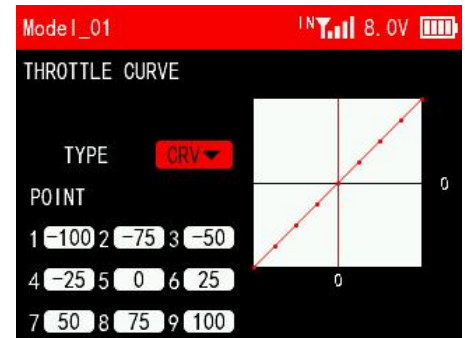 Model_01 IN 8.0V
THROTTLE CURVE
TYPE CRV
POINT
0
1 -100 2 -75 3 -50
4 -25 5 0 6 25
0
7 50 8 75 9 100